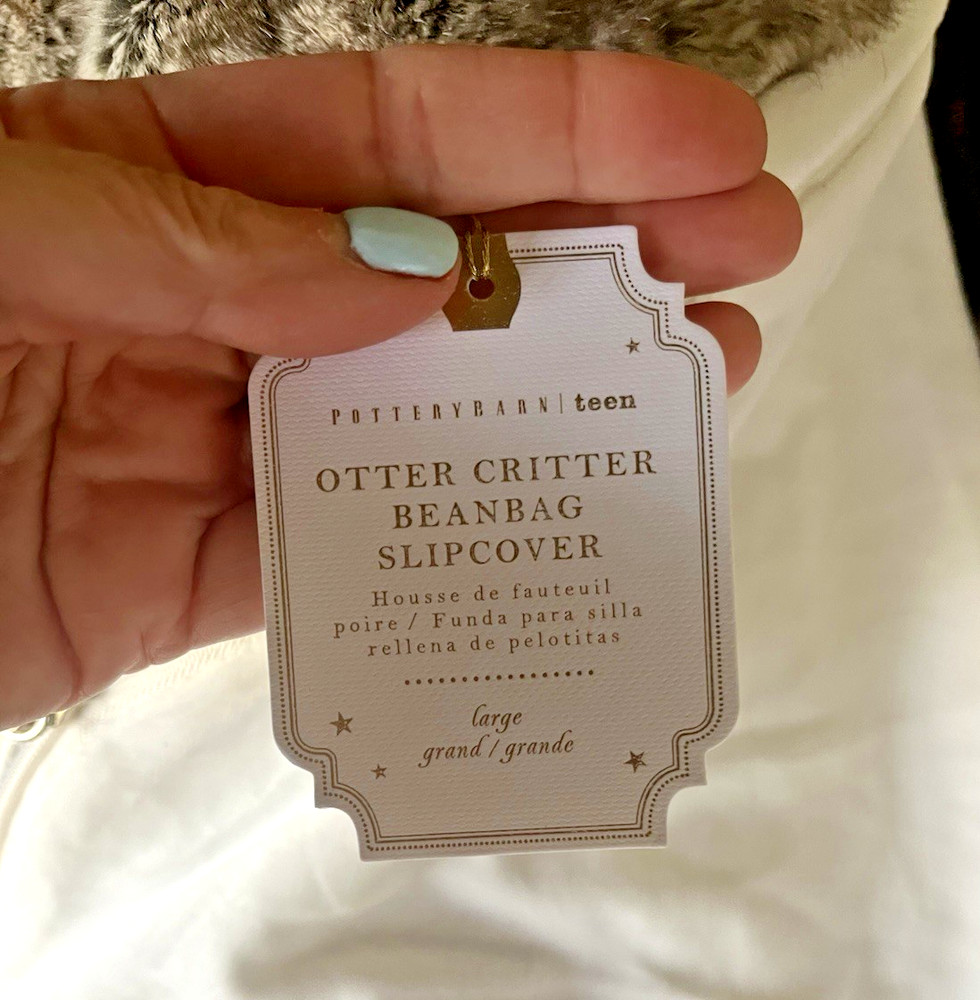 POTTERYBARN | teen
OTTER CRITTER
BEANBAG
SLIPCOVER
Housse de fauteuil
poire / Funda para silla
rellena de pelotitas
large
grand / grande